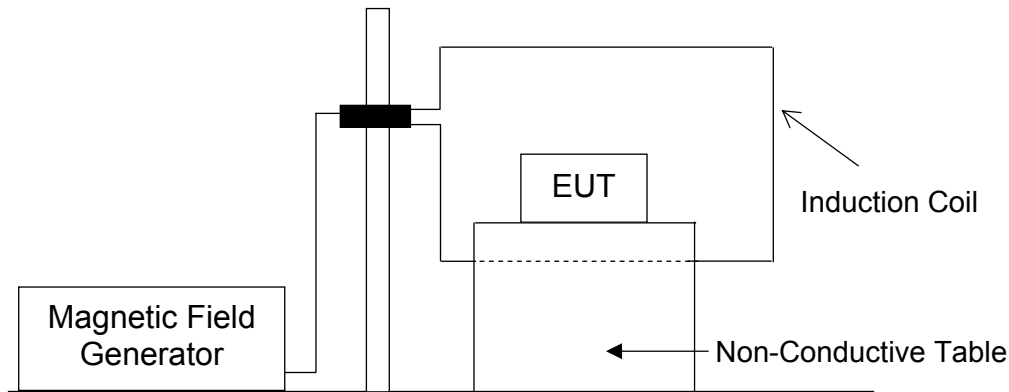 EUT
Induction Coil
Magnetic Field
Generator
Non-Conductive Table